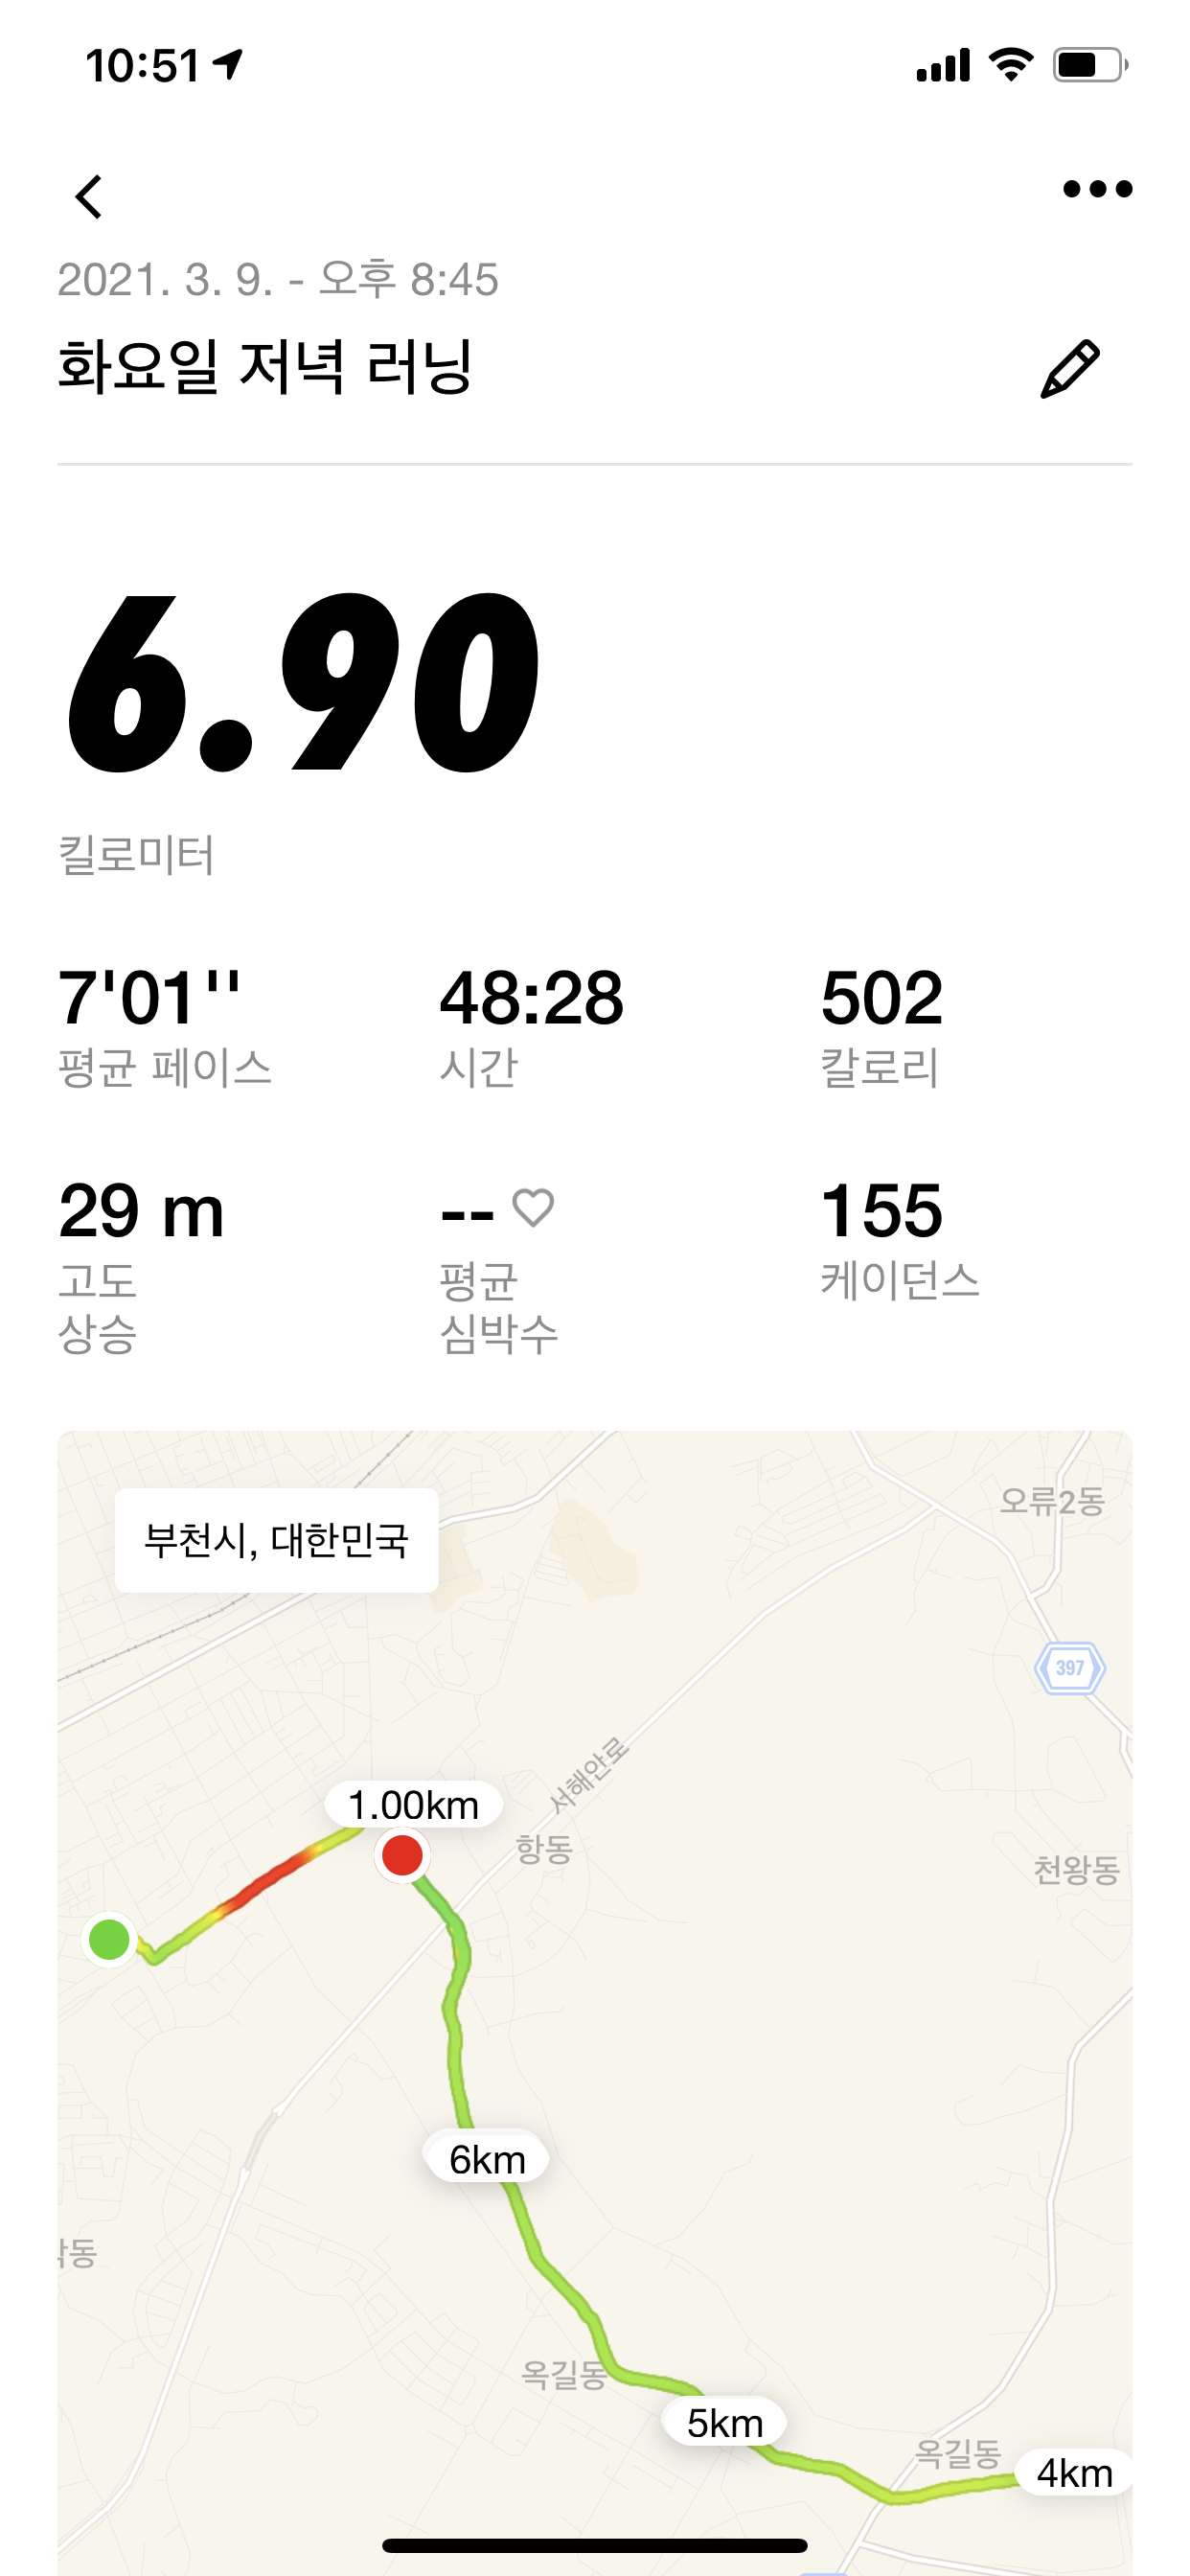 10:51
2021. 3. 9. - 오후 8:45
화요일 저녁 러닝
6.90
킬로미터
7'01''
48:28
502
평균 페이스
시간
칼로리
29 m
--
155
고도
상승
평균
심박수
케이던스
부천시, 대한민국
오류2동
397
서해안로
1.00km
항동
천왕동
6km
옥길동
5km
옥길동
4km